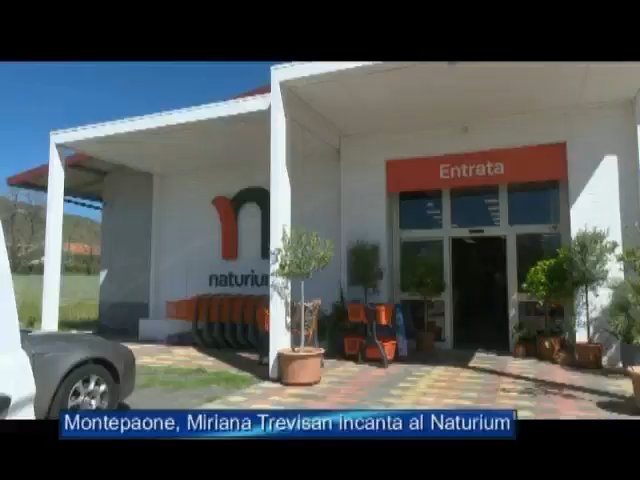 Entrata
n
naturium
Montepaone, Miriana Trevisan incanta al Naturium